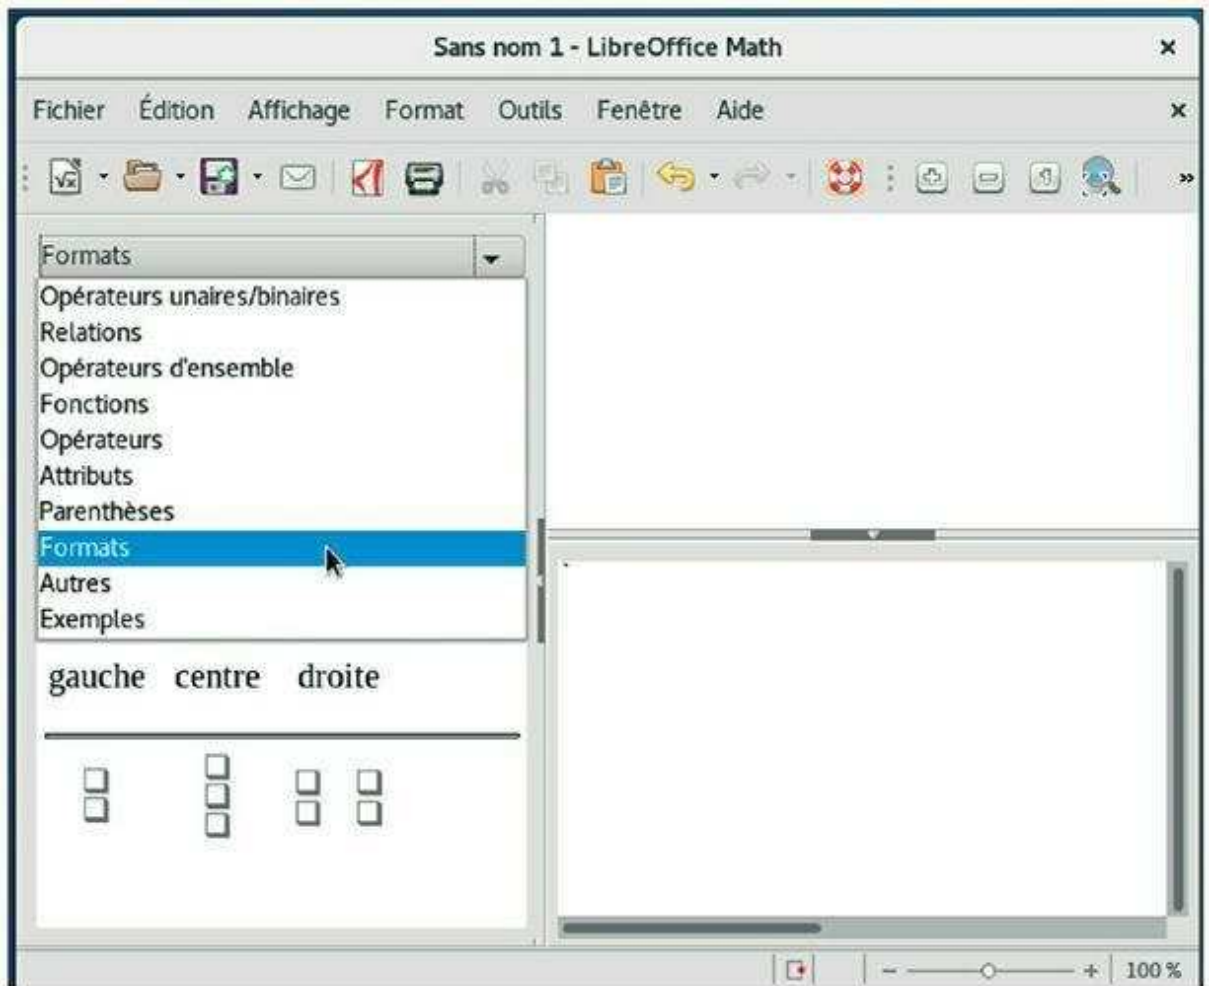 Sans nom 1 - LibreOffice Math
Fichier Édition Affichage Format Outils Fenêtre Aide
Formats
Opérateurs unaires/binaires
Relations
Opérateurs d'ensemble
Fonctions
Opérateurs
Attributs
Parenthèses
Formats
Autres
Exemples
gauche centre droite
100 %